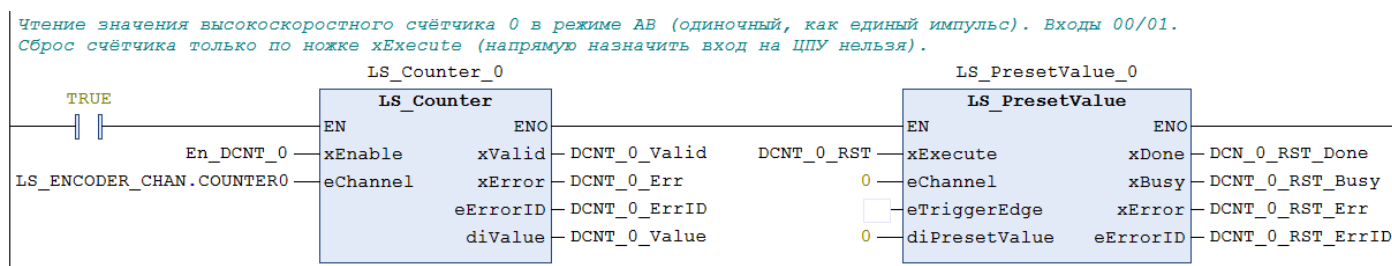 Чтение значения высокоскоростного счётчика 0 в режиме AB (одиночный, как единый импульс). Входы 00/01.
Сброс счётчика только по ножке xExecute (напрямую назначить вход на ЦПУ нельзя).
LS_Counter_0 LS_PresetValue_0
TRUE LS_Counter LS_PresetValue
EN ENO EN ENO
En_DCNT_0 xEnable xValid DCNT_0_Valid DCNT_0_RST xExecute xDone DCN_0_RST_Done
LS_ENCODER_CHAN.COUNTER0 eChannel xError DCNT_0_Err 0 eChannel xBusy DCNT_0_RST_Busy
eErrorID DCNT_0_ErrID eTriggerEdge xError DCNT_0_RST_Err
diValue DCNT_0_Value 0 diPresetValue eErrorID DCNT_0_RST_ErrID